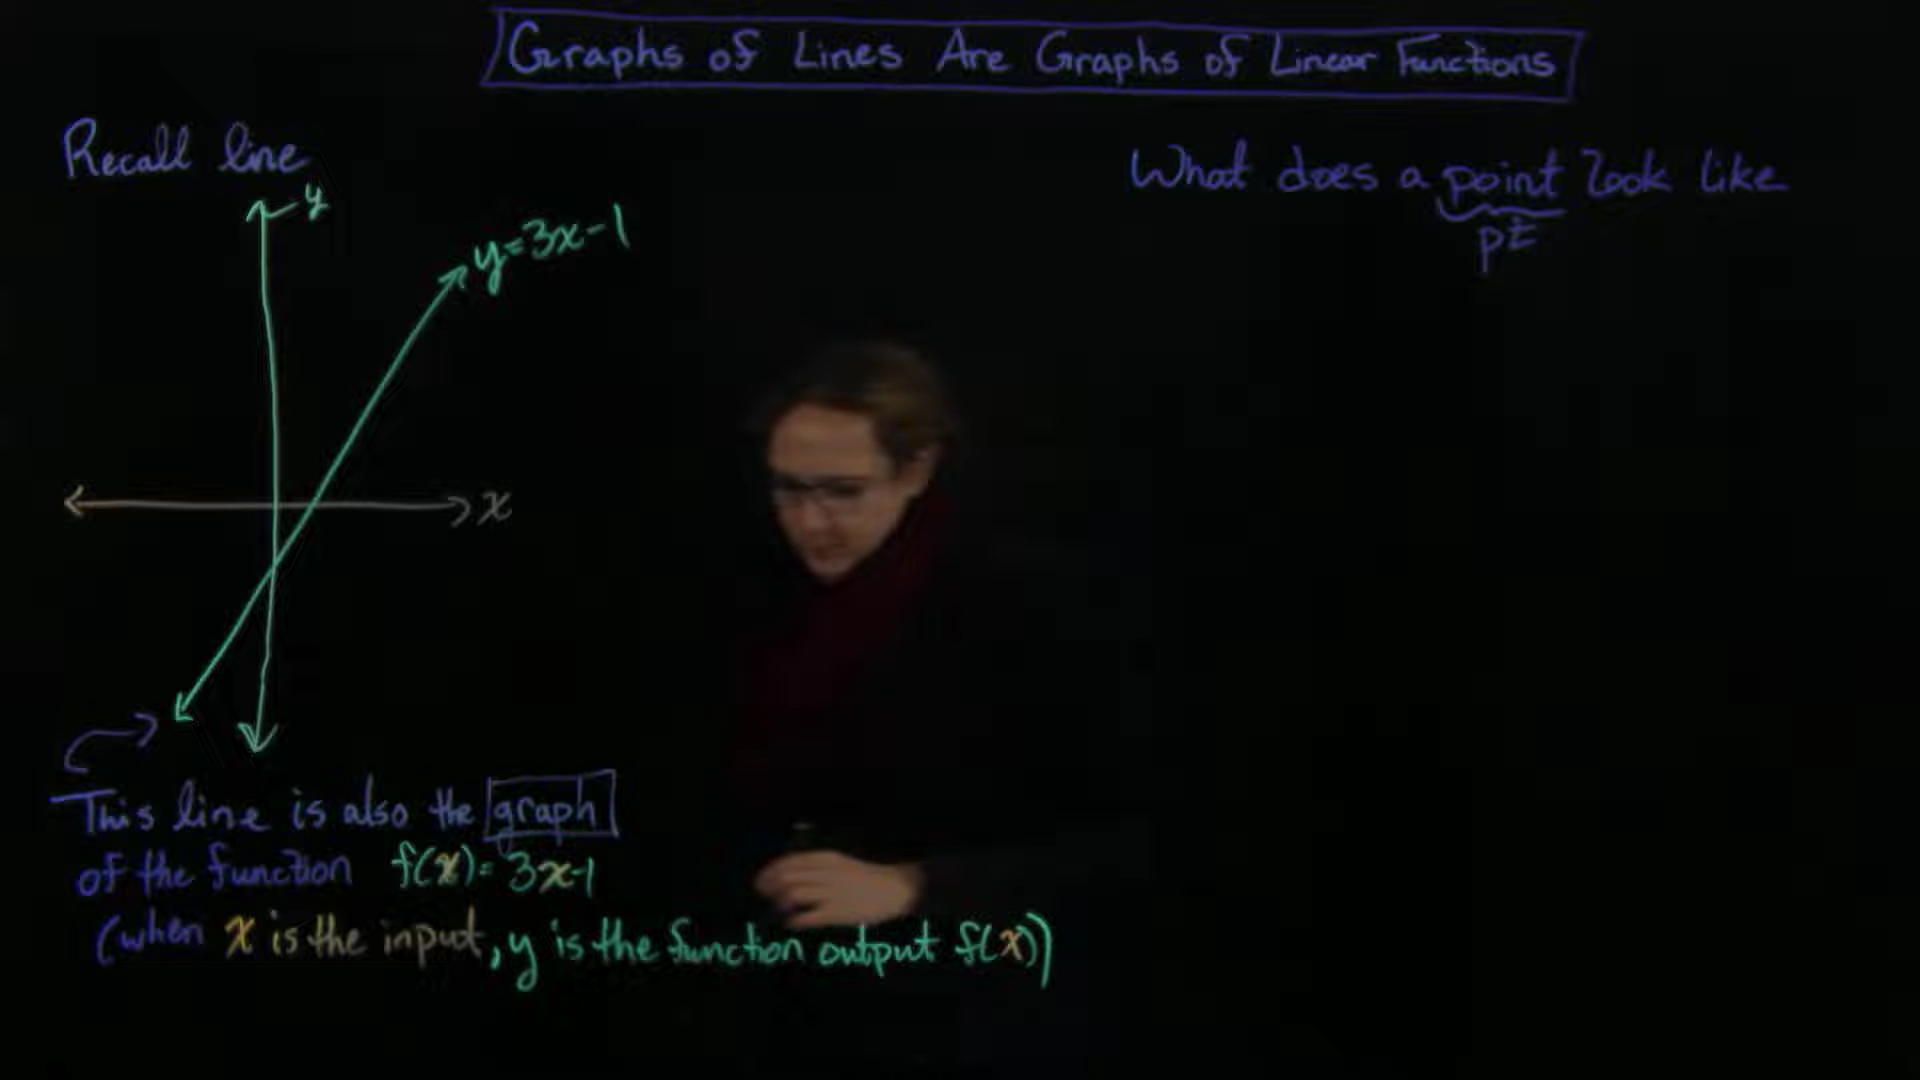 Graphs of Lines Are Graphs of Linear Functions
Recall line
y
y=3x-1
x
This line is also the graph
of the function f(x)=3x-1
(when x is the input, y is the function output f(x))
What does a point look like
pt